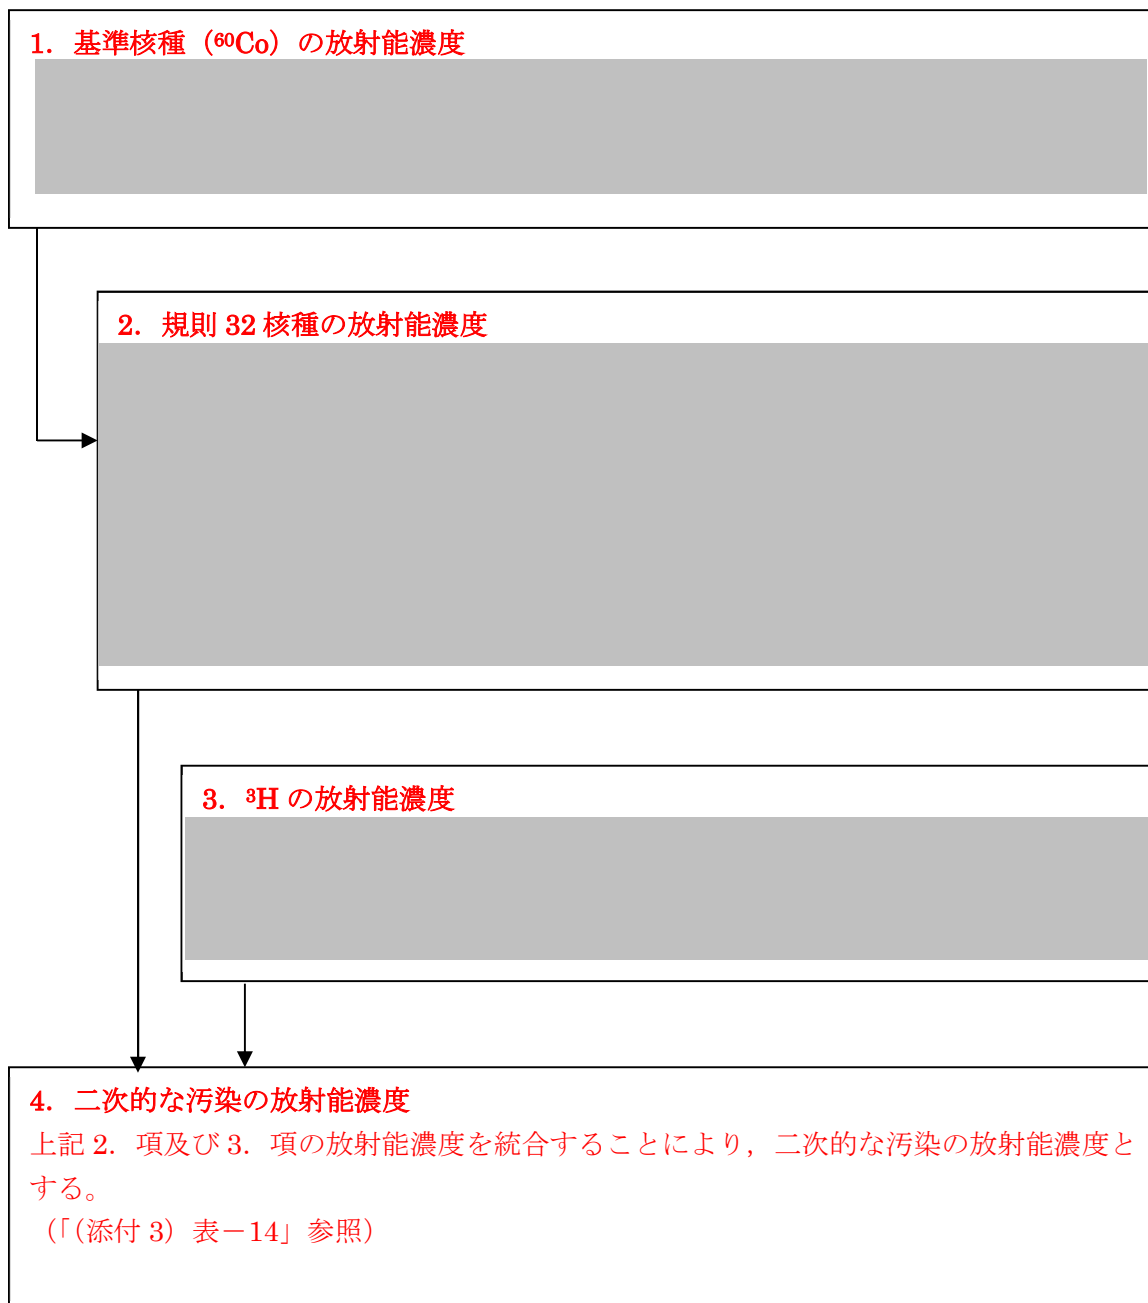 1. 基準核種（⁶⁰Co）の放射能濃度
2. 規則 32 核種の放射能濃度
3. ³H の放射能濃度
4. 二次的な汚染の放射能濃度
上記 2. 項及び 3. 項の放射能濃度を統合することにより，二次的な汚染の放射能濃度と
する。
（「（添付 3）表－14」参照）